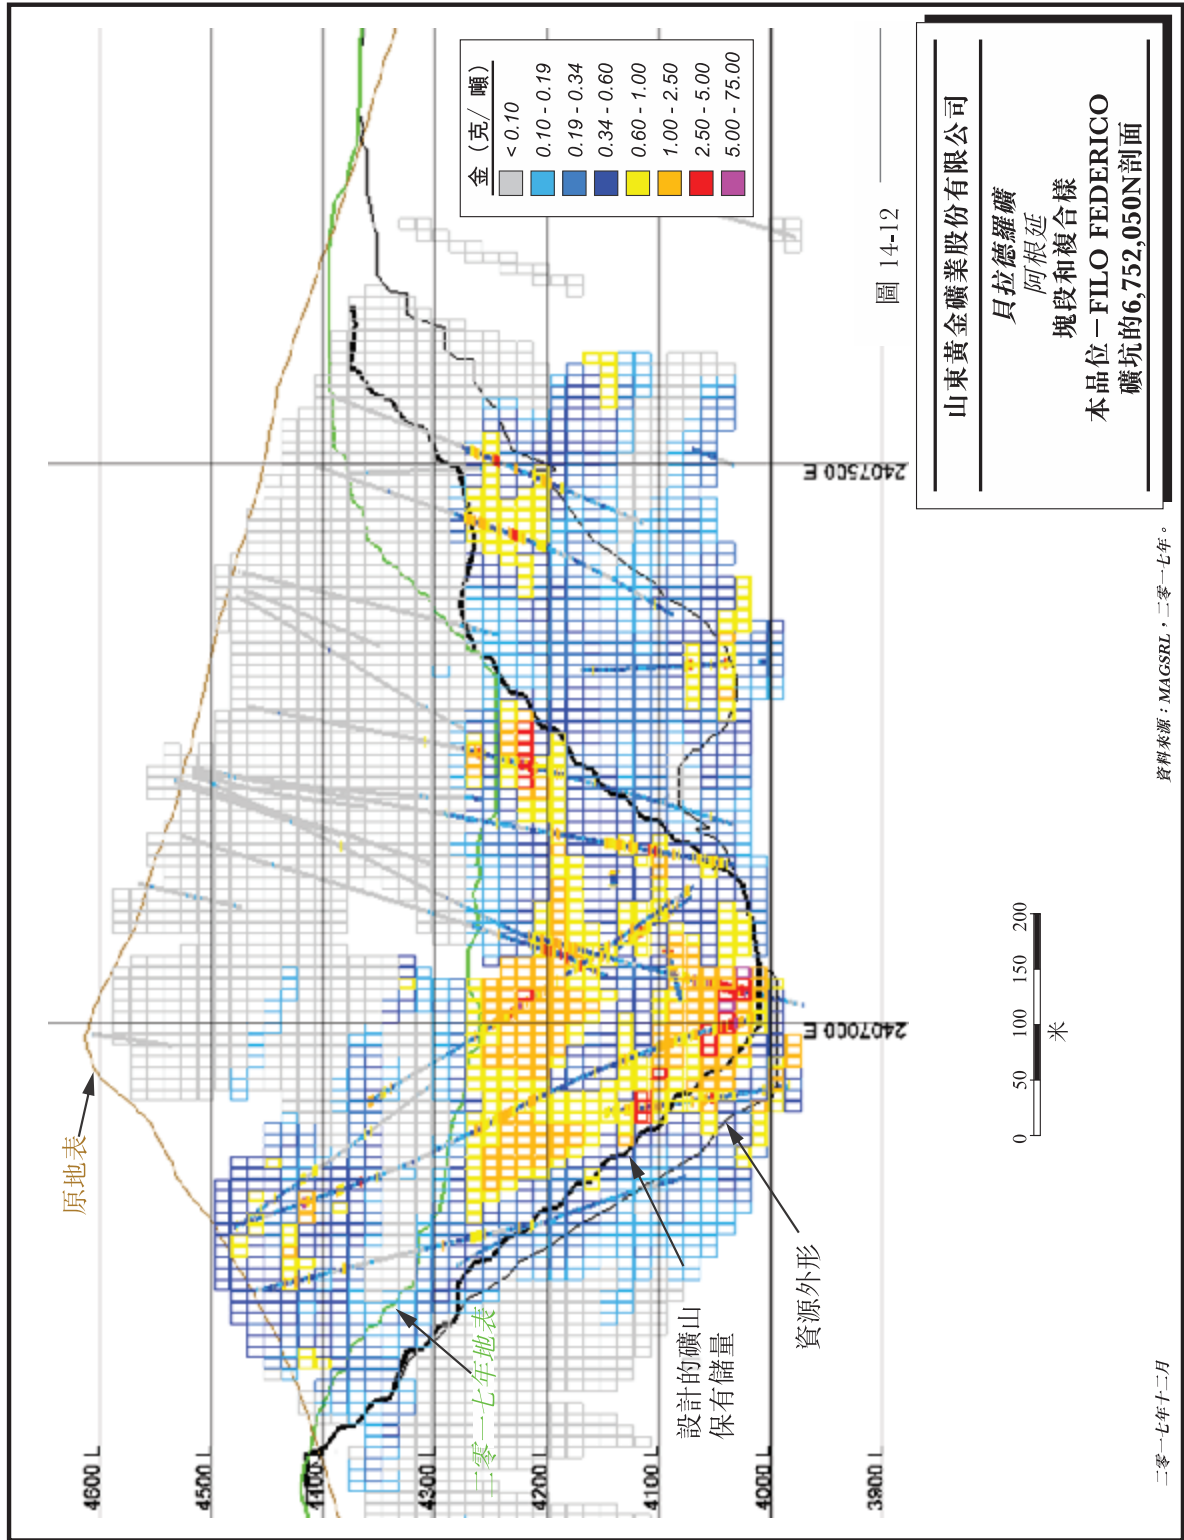 原地表
二零一七年地表
設計的礦山
保有儲量
資源外形
4600 L
4500 L
4400 L
4300 L
4200 L
4100 L
4000 L
3900 L
2407000 E
2407500 E
金（克/ 噸）
< 0.10
0.10 - 0.19
0.19 - 0.34
0.34 - 0.60
0.60 - 1.00
1.00 - 2.50
2.50 - 5.00
5.00 - 75.00
0 50 100 150 200
米
圖 14-12
山東黃金礦業股份有限公司
貝拉德羅礦
阿根延
塊段和複合樣
本品位－FILO FEDERICO
礦坑的6,752,050N剖面
二零一七年十二月
資料來源：MAGSRL，二零一七年。